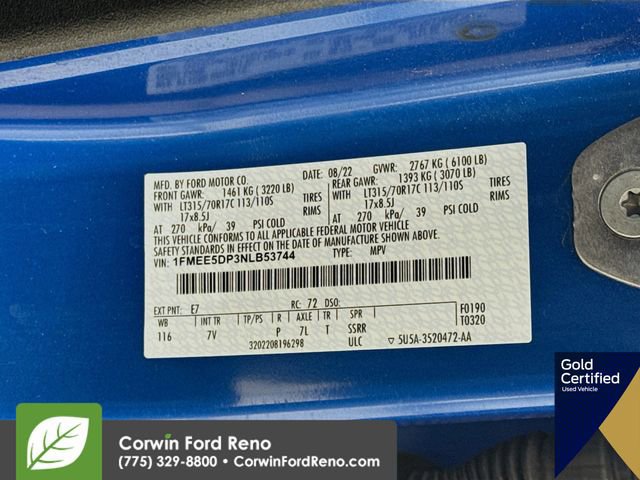 MFD. BY FORD MOTOR CO.
DATE: 08/22 GVWR: 2767 KG ( 6100 LB)
FRONT GAWR: 1461 KG ( 3220 LB)
REAR GAWR: 1393 KG ( 3070 LB)
WITH LT315/70R17C 113/110S TIRES
WITH LT315/70R17C 113/110S TIRES
17x8.5J RIMS
17x8.5J RIMS
AT 270 kPa/ 39 PSI COLD
AT 270 kPa/ 39 PSI COLD
THIS VEHICLE CONFORMS TO ALL APPLICABLE FEDERAL MOTOR VEHICLE
SAFETY STANDARDS IN EFFECT ON THE DATE OF MANUFACTURE SHOWN ABOVE.
VIN: 1FMEE5DP3NLB53744
TYPE: MPV
F0190
T0320
EXT PNT: E7 RC: 72 DSO:
WB INT TR TP/PS R AXLE TR SPR
116 7V P 7L T SSRR
3202208196298 ULC ▽ 5U5A-3520472-AA
Gold
Certified
Used Vehicle
Corwin Ford Reno
(775) 329-8800 • CorwinFordReno.com